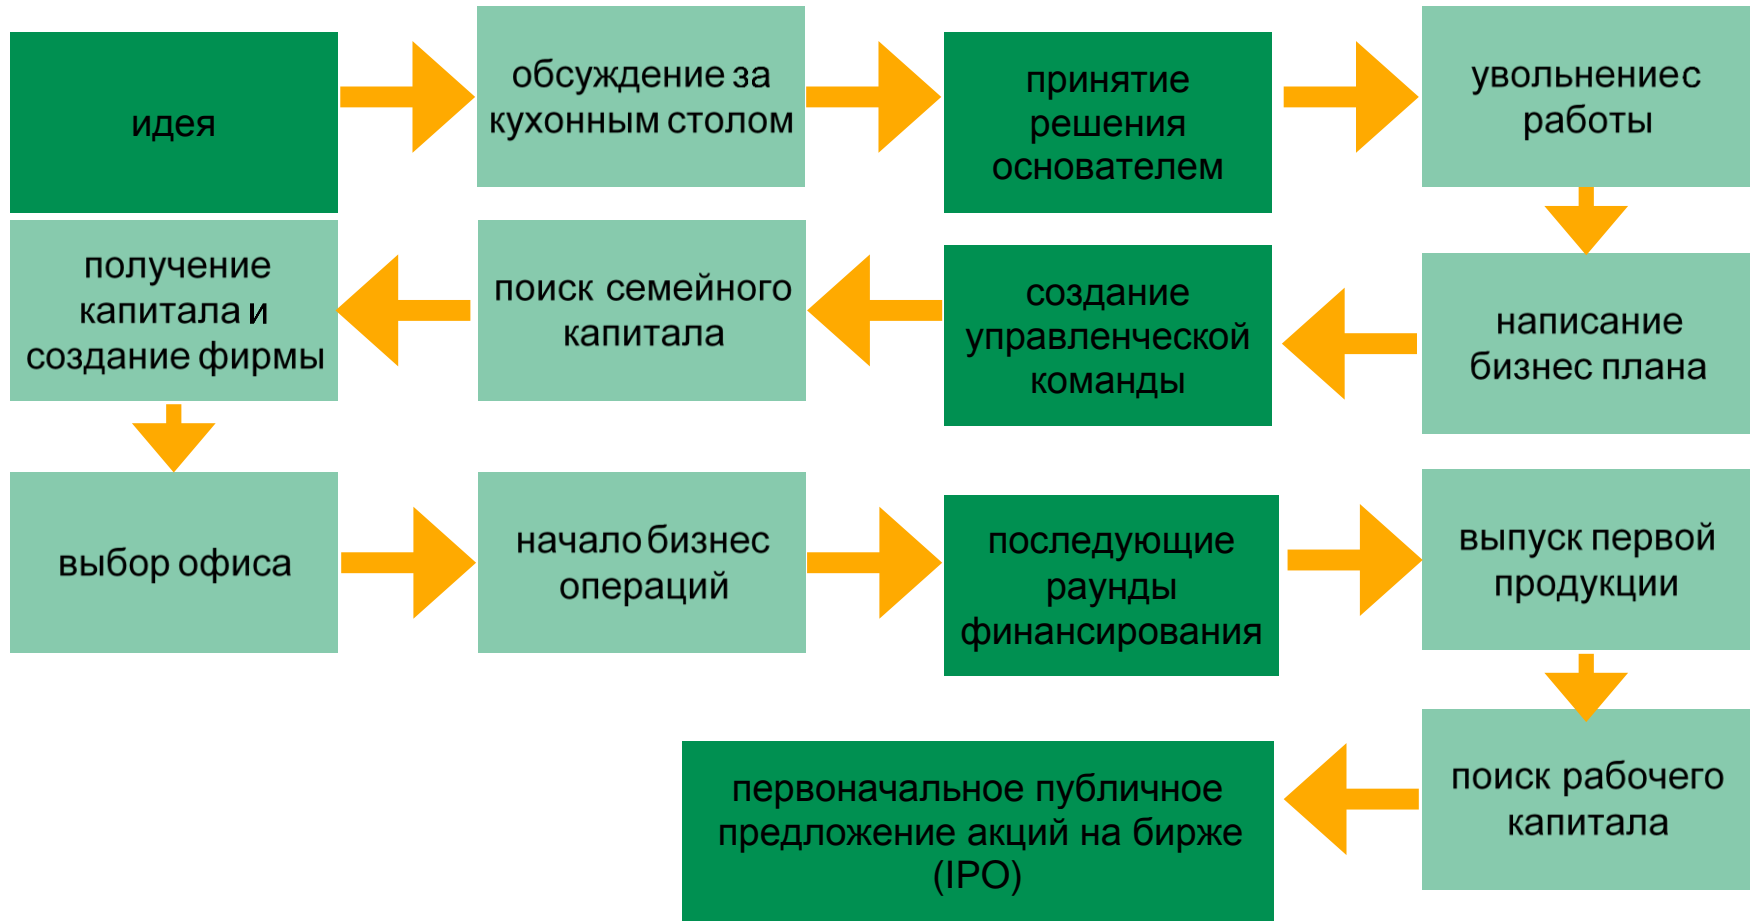 идея
обсуждение за
кухонным столом
принятие
решения
основателем
увольнение с
работы
написание
бизнес плана
создание
управленческой
команды
поиск семейного
капитала
получение
капитала и
создание фирмы
выбор офиса
начало бизнес
операций
последующие
раунды
финансирования
выпуск первой
продукции
поиск рабочего
капитала
первоначальное публичное
предложение акций на бирже
(IPO)